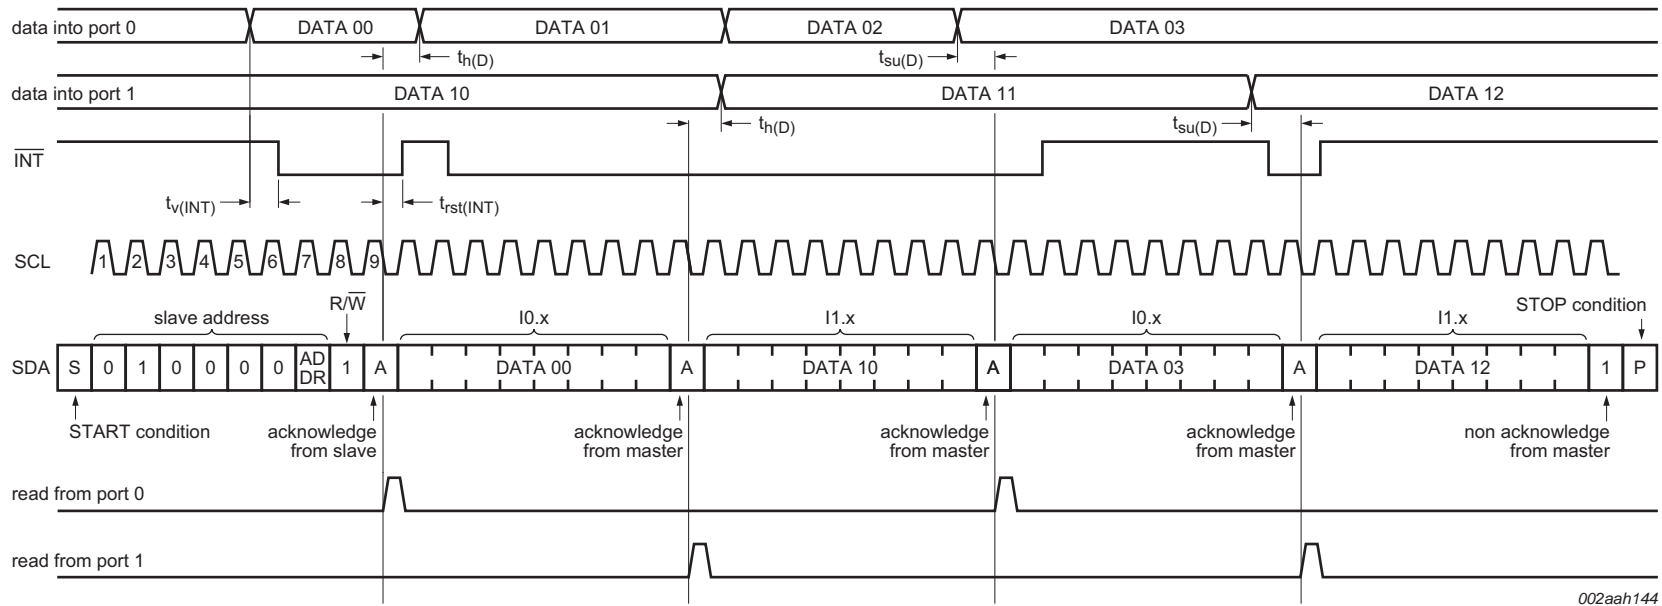 data into port 0 DATA 00 DATA 01 DATA 02 DATA 03
th(D) tsu(D)
data into port 1 DATA 10 DATA 11 DATA 12
th(D) tsu(D)
INT
tv(INT) trst(INT)
SCL 1 2 3 4 5 6 7 8 9
R/W STOP condition
slave address I0.x I1.x I0.x I1.x
SDA S 0 1 0 0 0 0 AD DR 1 A DATA 00 A DATA 10 A DATA 03 A DATA 12 1 P
START condition acknowledge from slave acknowledge from master acknowledge from master acknowledge from master non acknowledge from master
read from port 0
read from port 1
002aah144